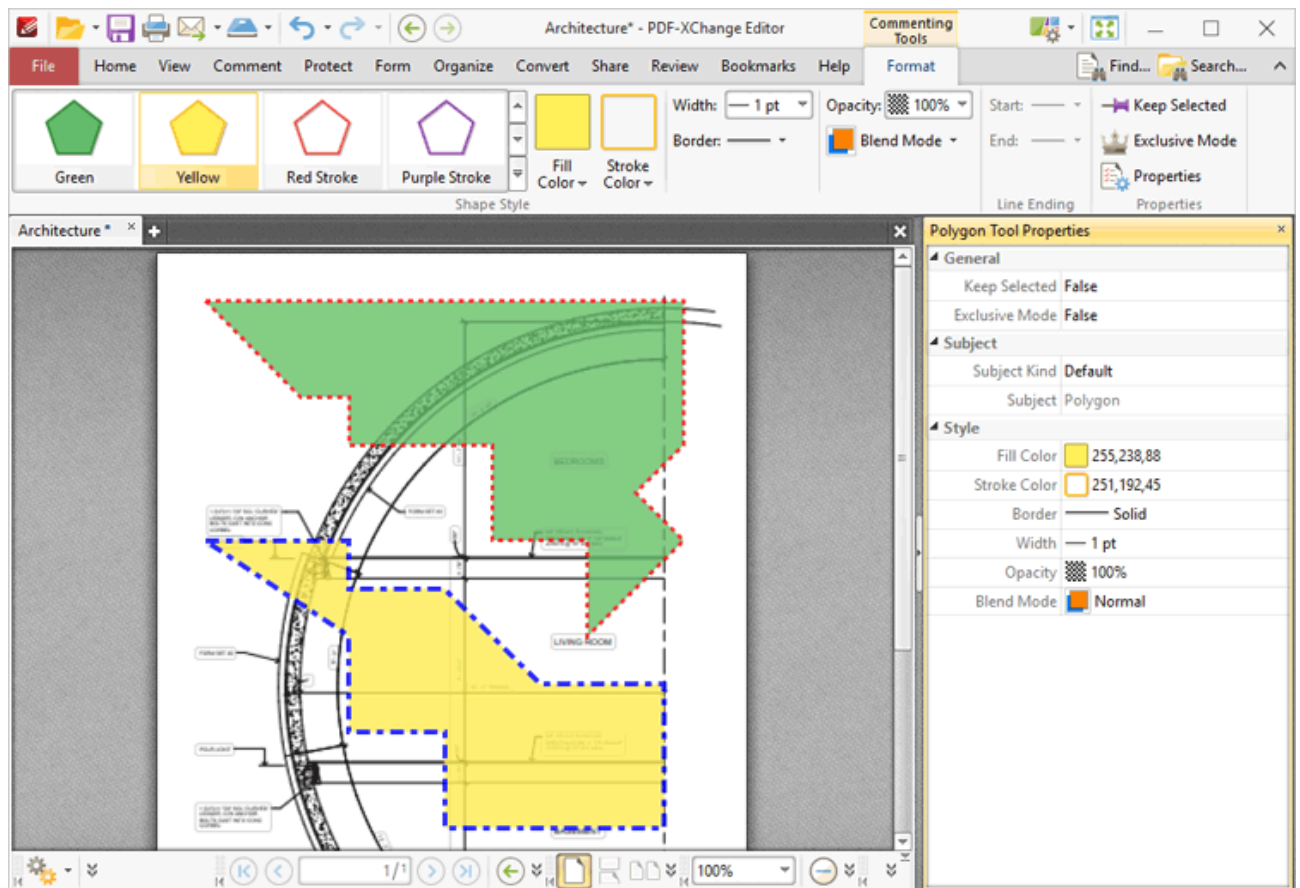 Architecture* - PDF-XChange Editor
Commenting Tools
File Home View Comment Protect Form Organize Convert Share Review Bookmarks Help Format Find... Search...
Green Yellow Red Stroke Purple Stroke
Fill Color
Stroke Color
Shape Style
Width: 1 pt
Border:
Opacity: 100%
Blend Mode
Start:
End:
Line Ending
Keep Selected
Exclusive Mode
Properties
Properties
Architecture *
BEDROOMS
LIVING ROOM
BASEMENT
Polygon Tool Properties
General
Keep Selected False
Exclusive Mode False
Subject
Subject Kind Default
Subject Polygon
Style
Fill Color 255,238,88
Stroke Color 251,192,45
Border Solid
Width 1 pt
Opacity 100%
Blend Mode Normal
1/1
100%